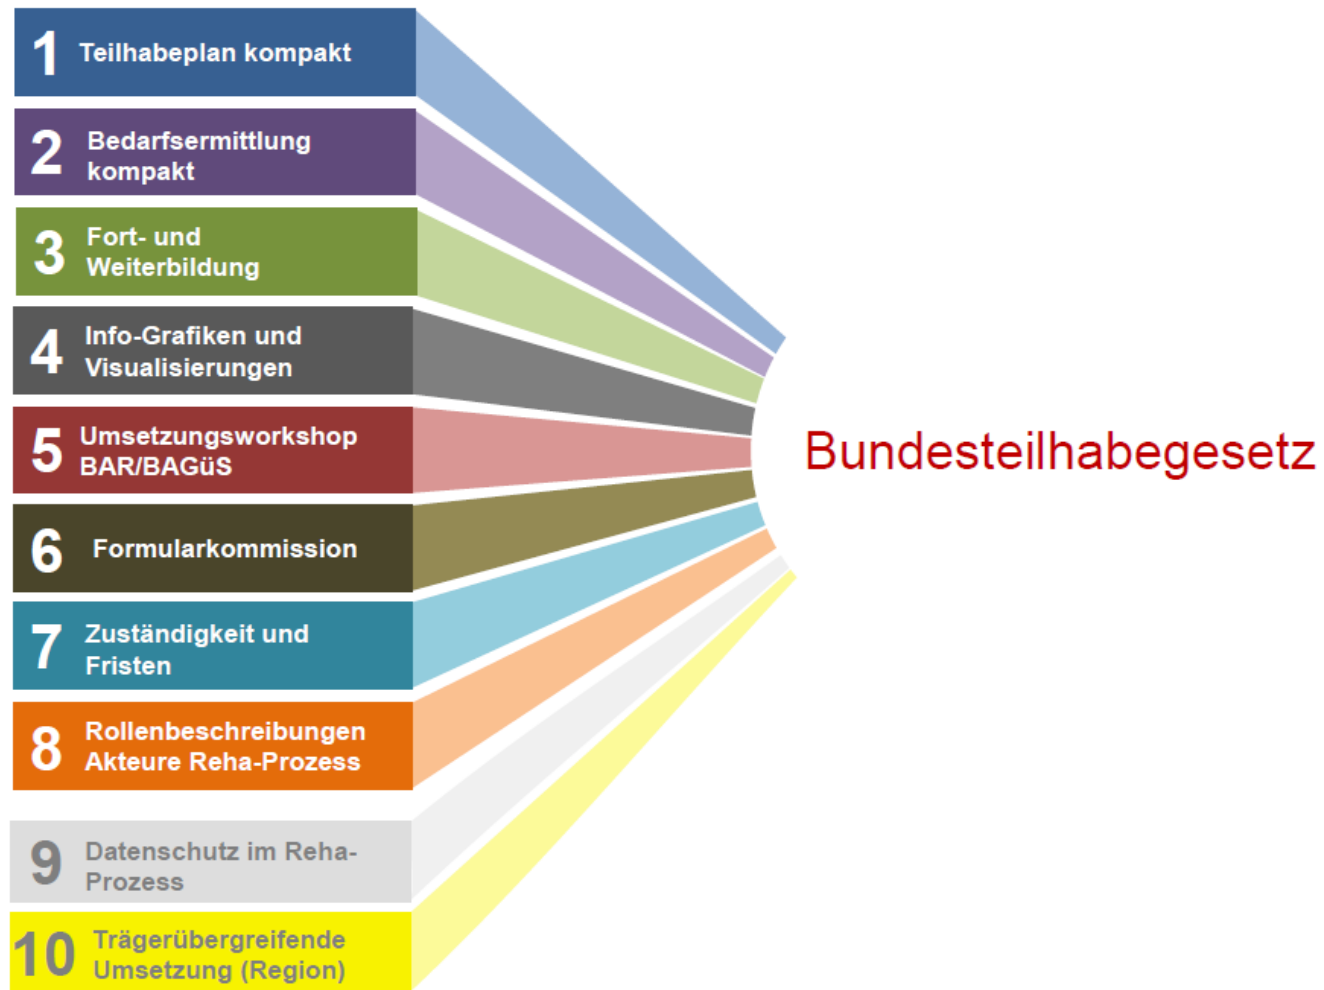 1 Teilhabeplan kompakt
2 Bedarfsermittlung
kompakt
3 Fort- und
Weiterbildung
4 Info-Grafiken und
Visualisierungen
5 Umsetzungsworkshop
BAR/BAGüS
6 Formularkommission
7 Zuständigkeit und
Fristen
8 Rollenbeschreibungen
Akteure Reha-Prozess
9 Datenschutz im Reha-
Prozess
10 Trägerübergreifende
Umsetzung (Region)
Bundesteilhabegesetz